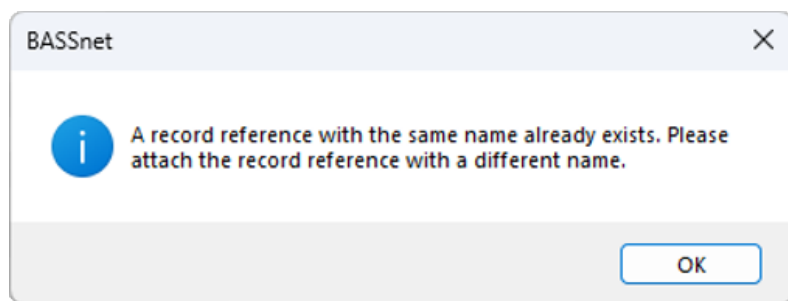 BASSnet
A record reference with the same name already exists. Please
attach the record reference with a different name.
OK